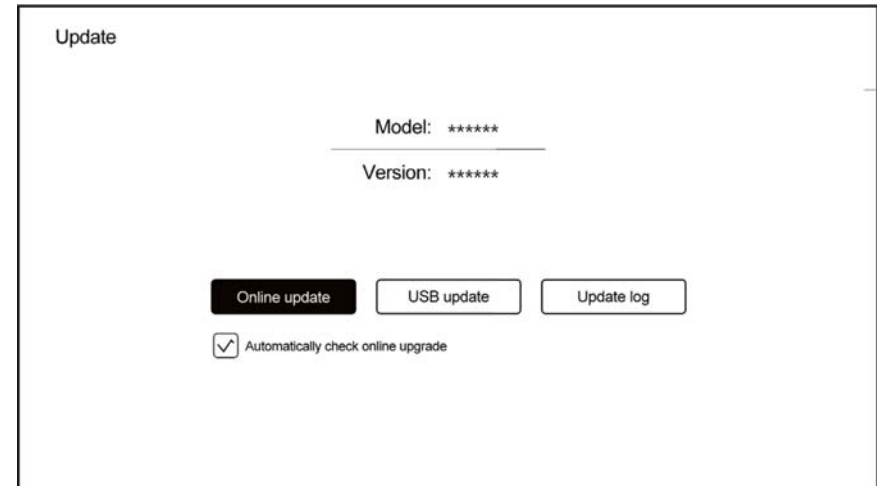 Update
Model: ******
Version: ******
Online update USB update Update log
Automatically check online upgrade